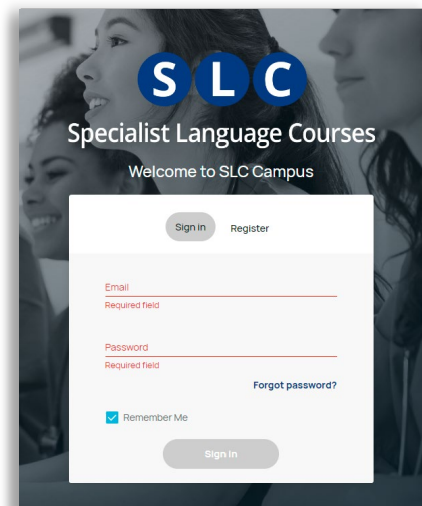 S L C
Specialist Language Courses
Welcome to SLC Campus
Sign in Register
Email
Required field
Password
Required field
Forgot password?
Remember Me
Sign in